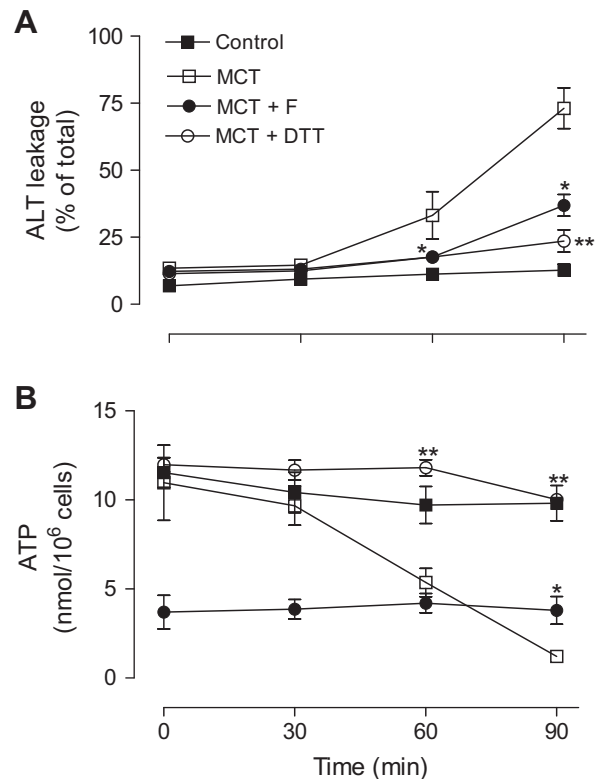 A
100
75
50
25
0
ALT leakage
(% of total)
Control
MCT
MCT + F
MCT + DTT
*
*
**
B
15
10
5
0
ATP
(nmol/10⁶ cells)
**
**
*
0 30 60 90
Time (min)